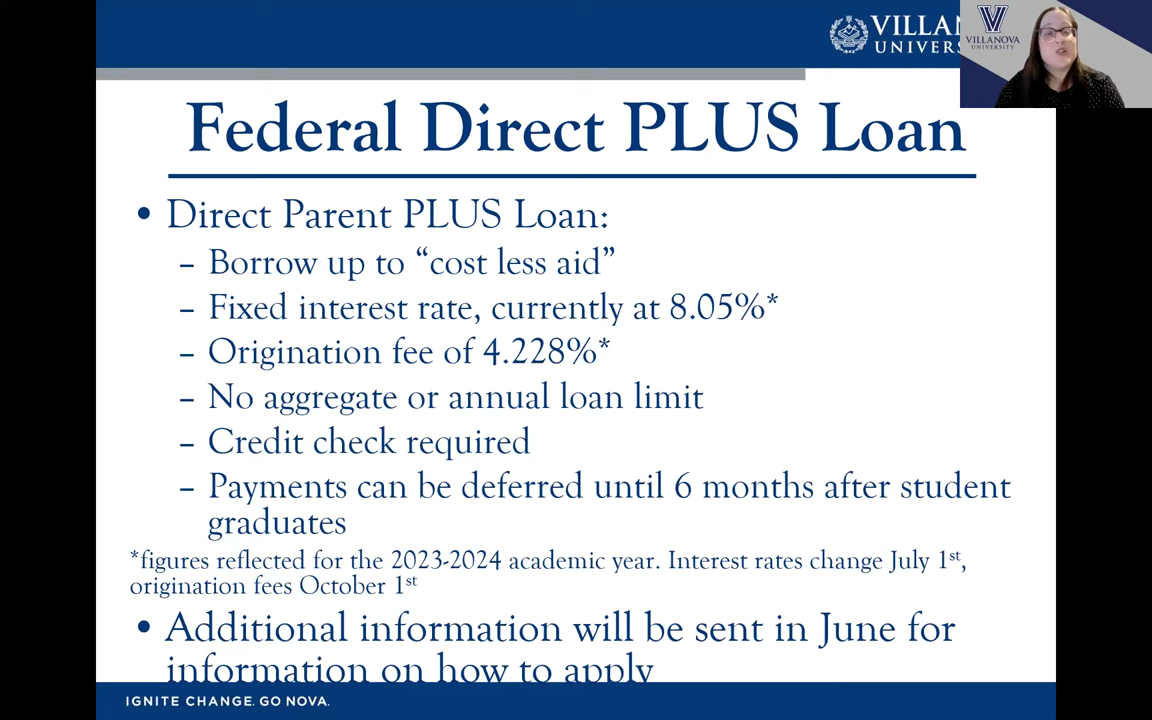 VILLAN
UNIVERS
VILLANOVA
UNIVERSITY
Federal Direct PLUS Loan
• Direct Parent PLUS Loan:
– Borrow up to “cost less aid”
– Fixed interest rate, currently at 8.05%*
– Origination fee of 4.228%*
– No aggregate or annual loan limit
– Credit check required
– Payments can be deferred until 6 months after student
graduates
*figures reflected for the 2023-2024 academic year. Interest rates change July 1st,
origination fees October 1st
• Additional information will be sent in June for
information on how to apply
IGNITE CHANGE. GO NOVA.